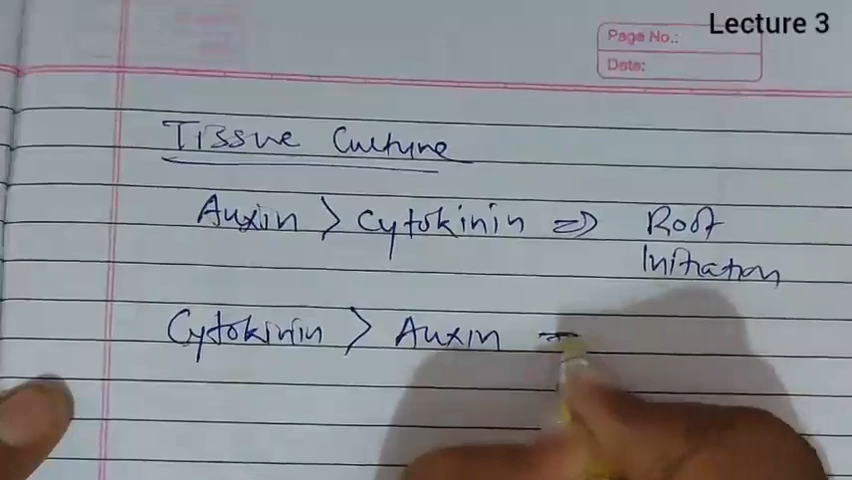 Lecture 3
Page No.:
Date:
Tissue Culture
Auxin > Cytokinin ⇒ Root
Initiation
Cytokinin > Auxin